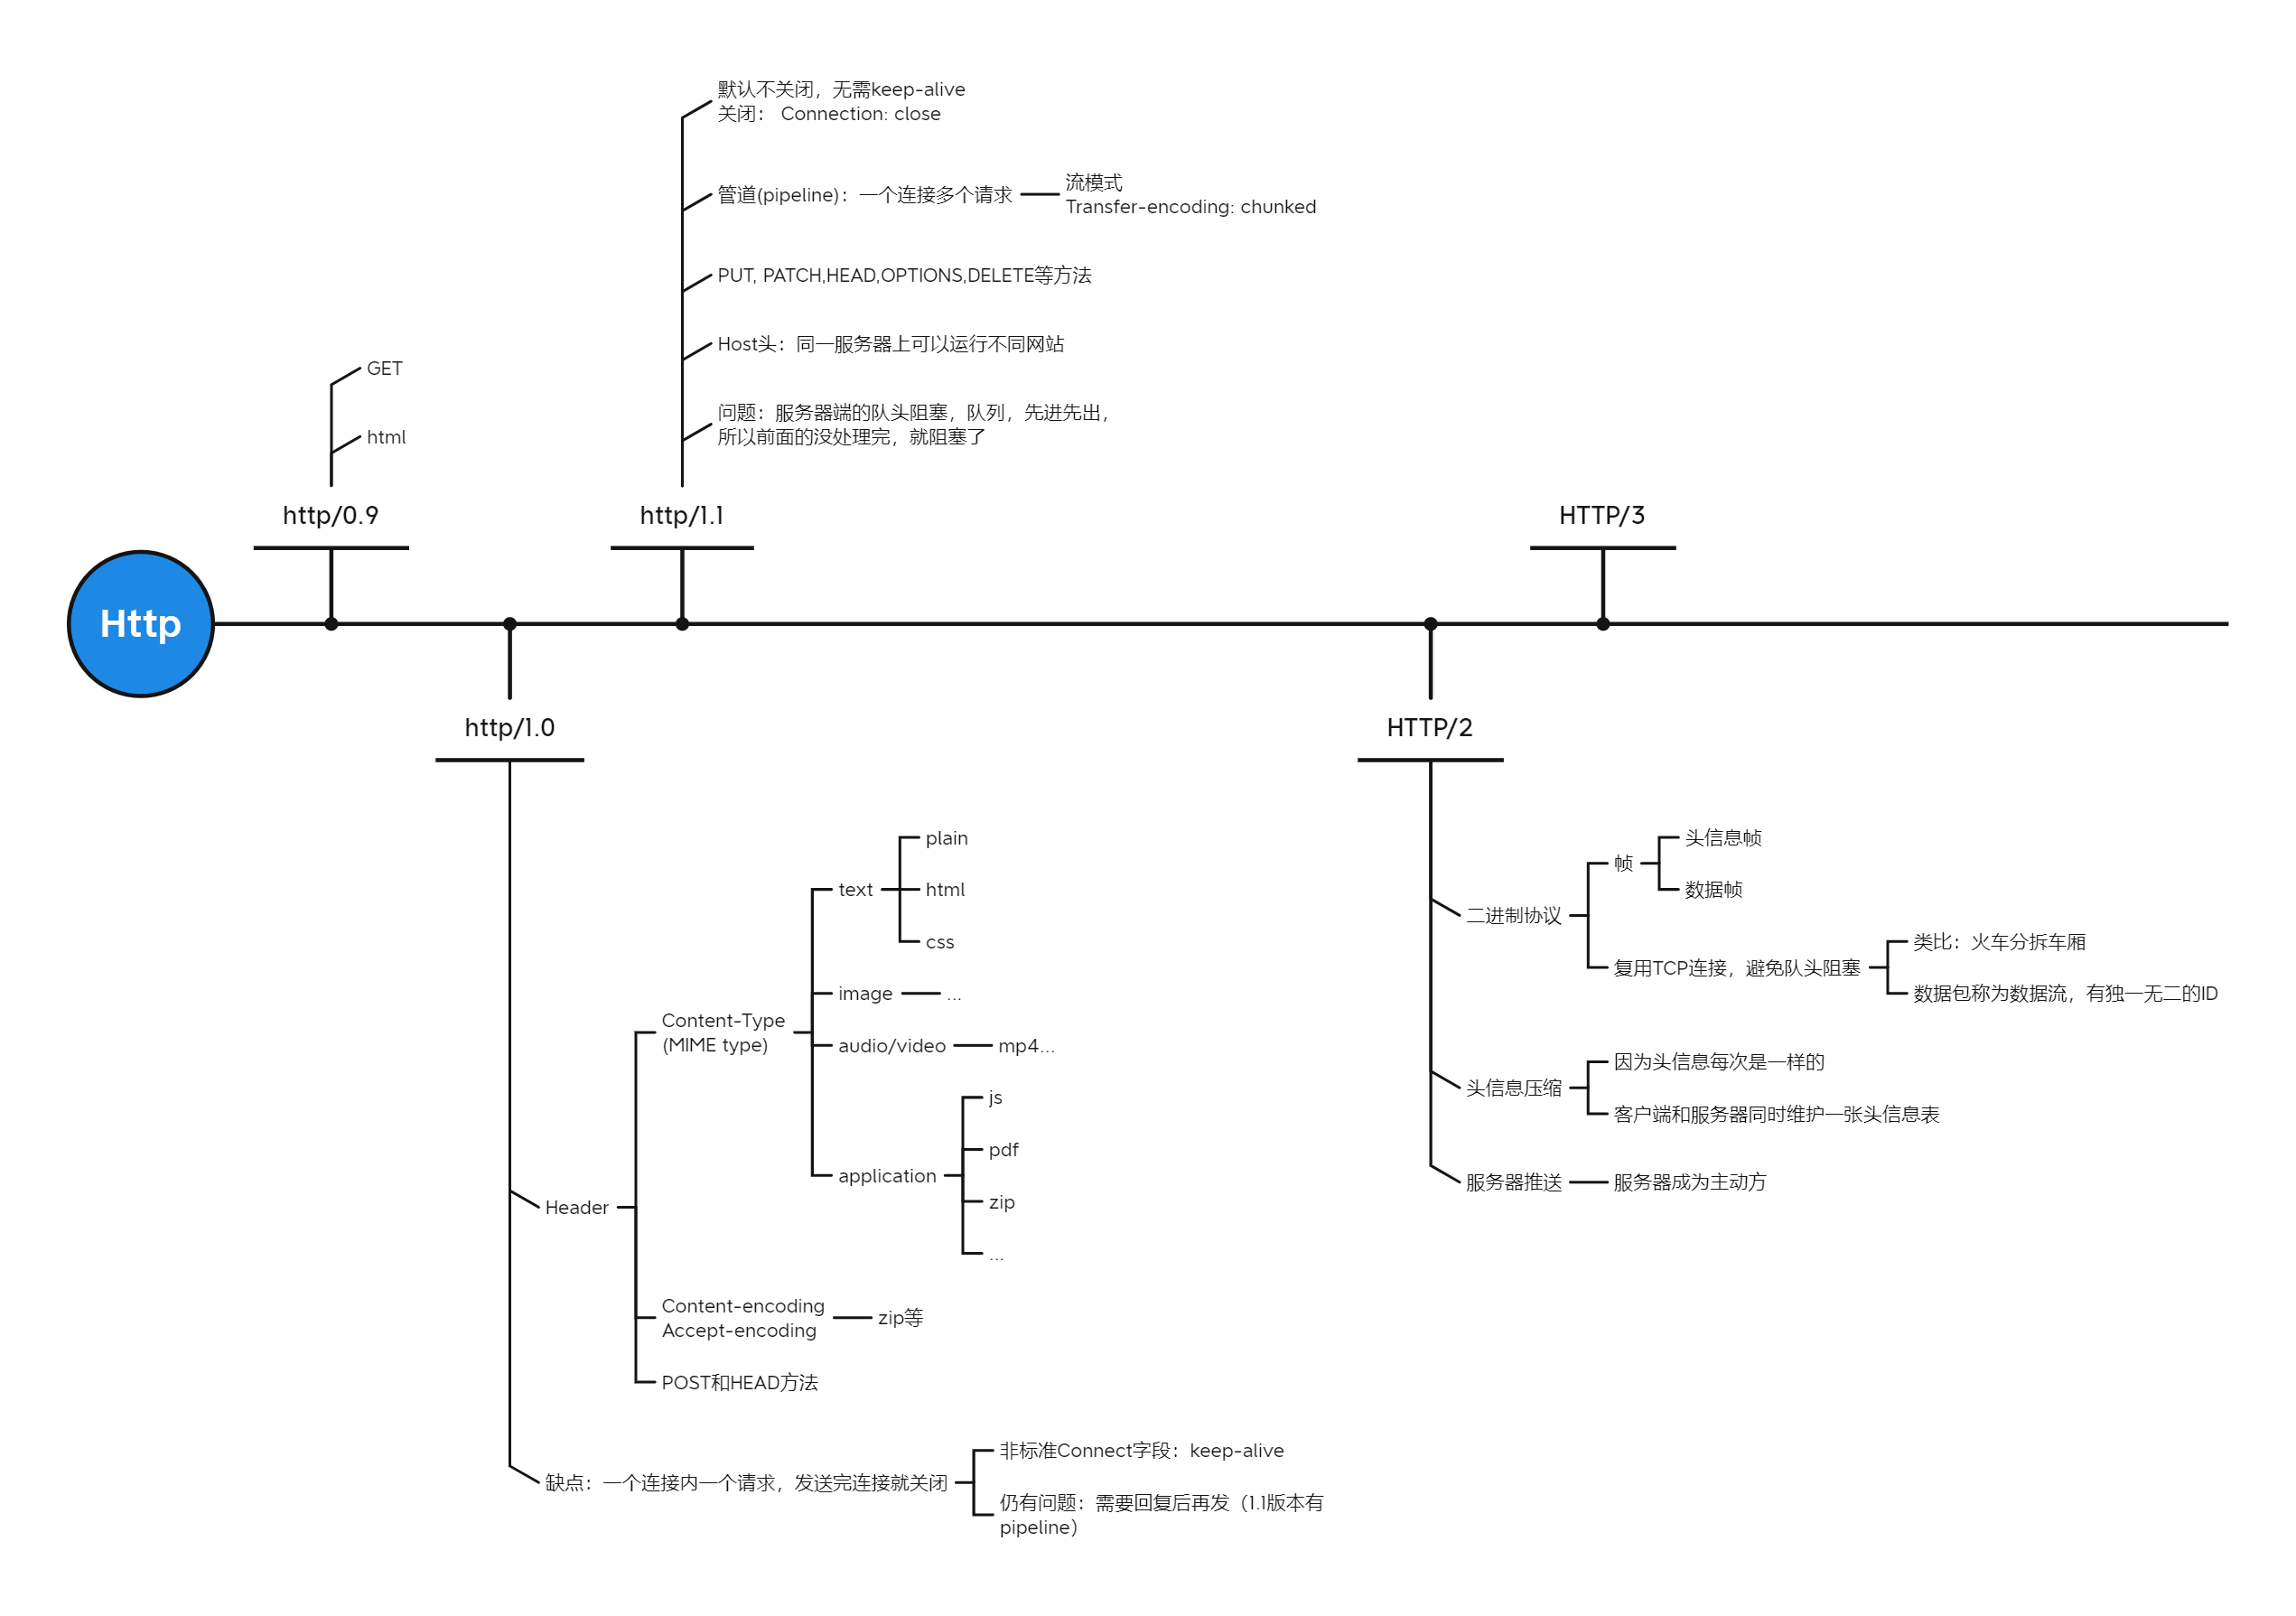 Http
http/0.9
GET
html
http/1.0
Header
Content-Type
(MIME type)
text
plain
html
css
image
...
audio/video
mp4...
application
js
pdf
zip
...
Content-encoding
Accept-encoding
zip等
POST和HEAD方法
缺点：一个连接内一个请求，发送完连接就关闭
非标准Connect字段：keep-alive
仍有问题：需要回复后再发（1.1版本有
pipeline）
http/1.1
默认不关闭，无需keep-alive
关闭： Connection: close
管道(pipeline)：一个连接多个请求
流模式
Transfer-encoding: chunked
PUT, PATCH,HEAD,OPTIONS,DELETE等方法
Host头：同一服务器上可以运行不同网站
问题：服务器端的队头阻塞，队列，先进先出，
所以前面的没处理完，就阻塞了
HTTP/2
二进制协议
帧
头信息帧
数据帧
复用TCP连接，避免队头阻塞
类比：火车分拆车厢
数据包称为数据流，有独一无二的ID
头信息压缩
因为头信息每次是一样的
客户端和服务器同时维护一张头信息表
服务器推送
服务器成为主动方
HTTP/3